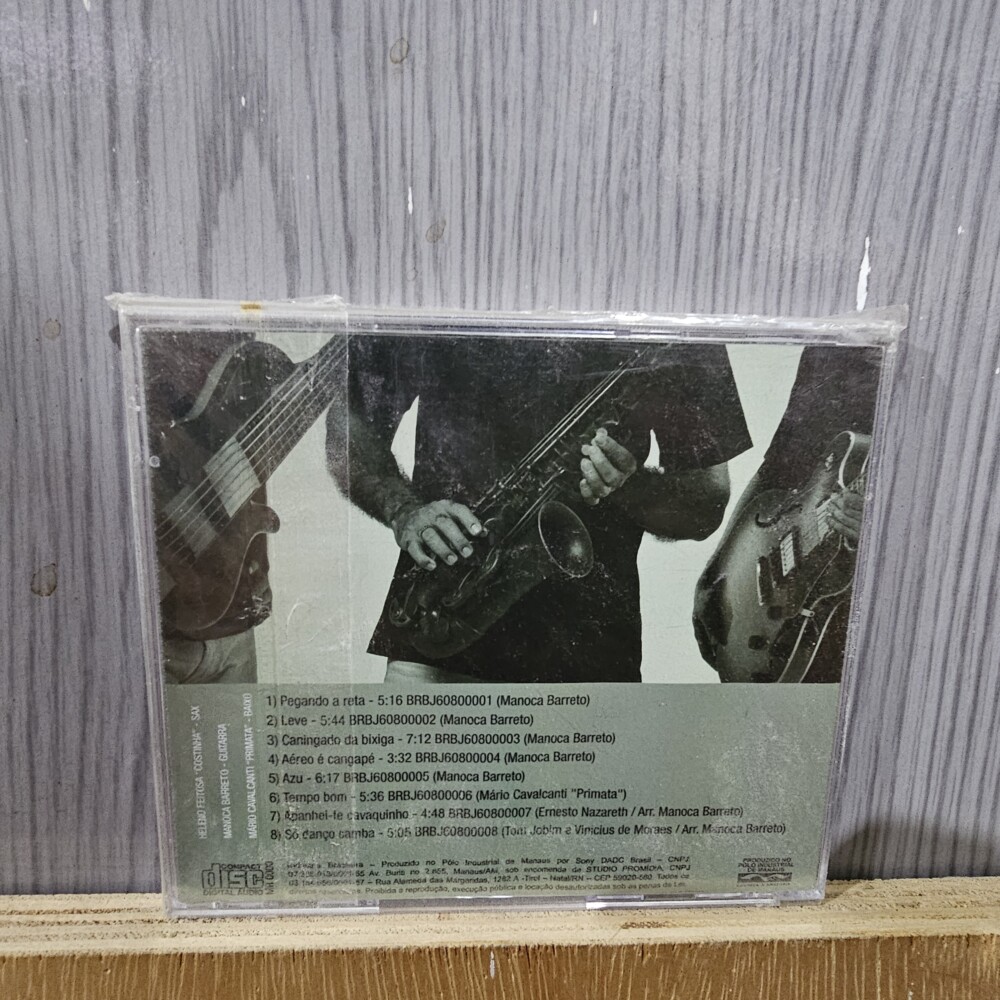 HELEBO FEITOSA "COSTINHA" - SAX
MANOCA BARRETO - GUITARRA
MÁRIO CAVALCANTI "PRIMATA" - BAIXO
1) Pegando a reta - 5:16 BRBJ60800001 (Manoca Barreto)
2) Leve - 5:44 BRBJ60800002 (Manoca Barreto)
3) Caningado da bixiga - 7:12 BRBJ60800003 (Manoca Barreto)
4) Aéreo é cangapé - 3:32 BRBJ60800004 (Manoca Barreto)
5) Azu - 6:17 BRBJ60800005 (Manoca Barreto)
6) Tempo bom - 5:36 BRBJ60800006 (Mário Cavalcanti "Primata")
7) Apanhei-te cavaquinho - 4:48 BRBJ60800007 (Ernesto Nazareth / Arr. Manoca Barreto)
8) Só danço camba - 5:05 BRBJ60800008 (Tom Jobim e Vinicius de Moraes / Arr. Manoca Barreto)
COMPACT
disc
DIGITAL AUDIO
Brasileira – Produzido no Pólo Industrial de Manaus por Sony DADC Brasil – CNPJ
Manaus/AM, sob encomenda de STUDIO PROMIDIA, CNPJ
– Rua Alameda das Margaridas, 1262 A -Tirol – Natal/RN – CEP 59020-580
Proibida a reprodução, execução pública e locação desautorizadas sob as penas da Lei.
PRODUZIDO NO
PÓLO INDUSTRIAL
DE MANAUS